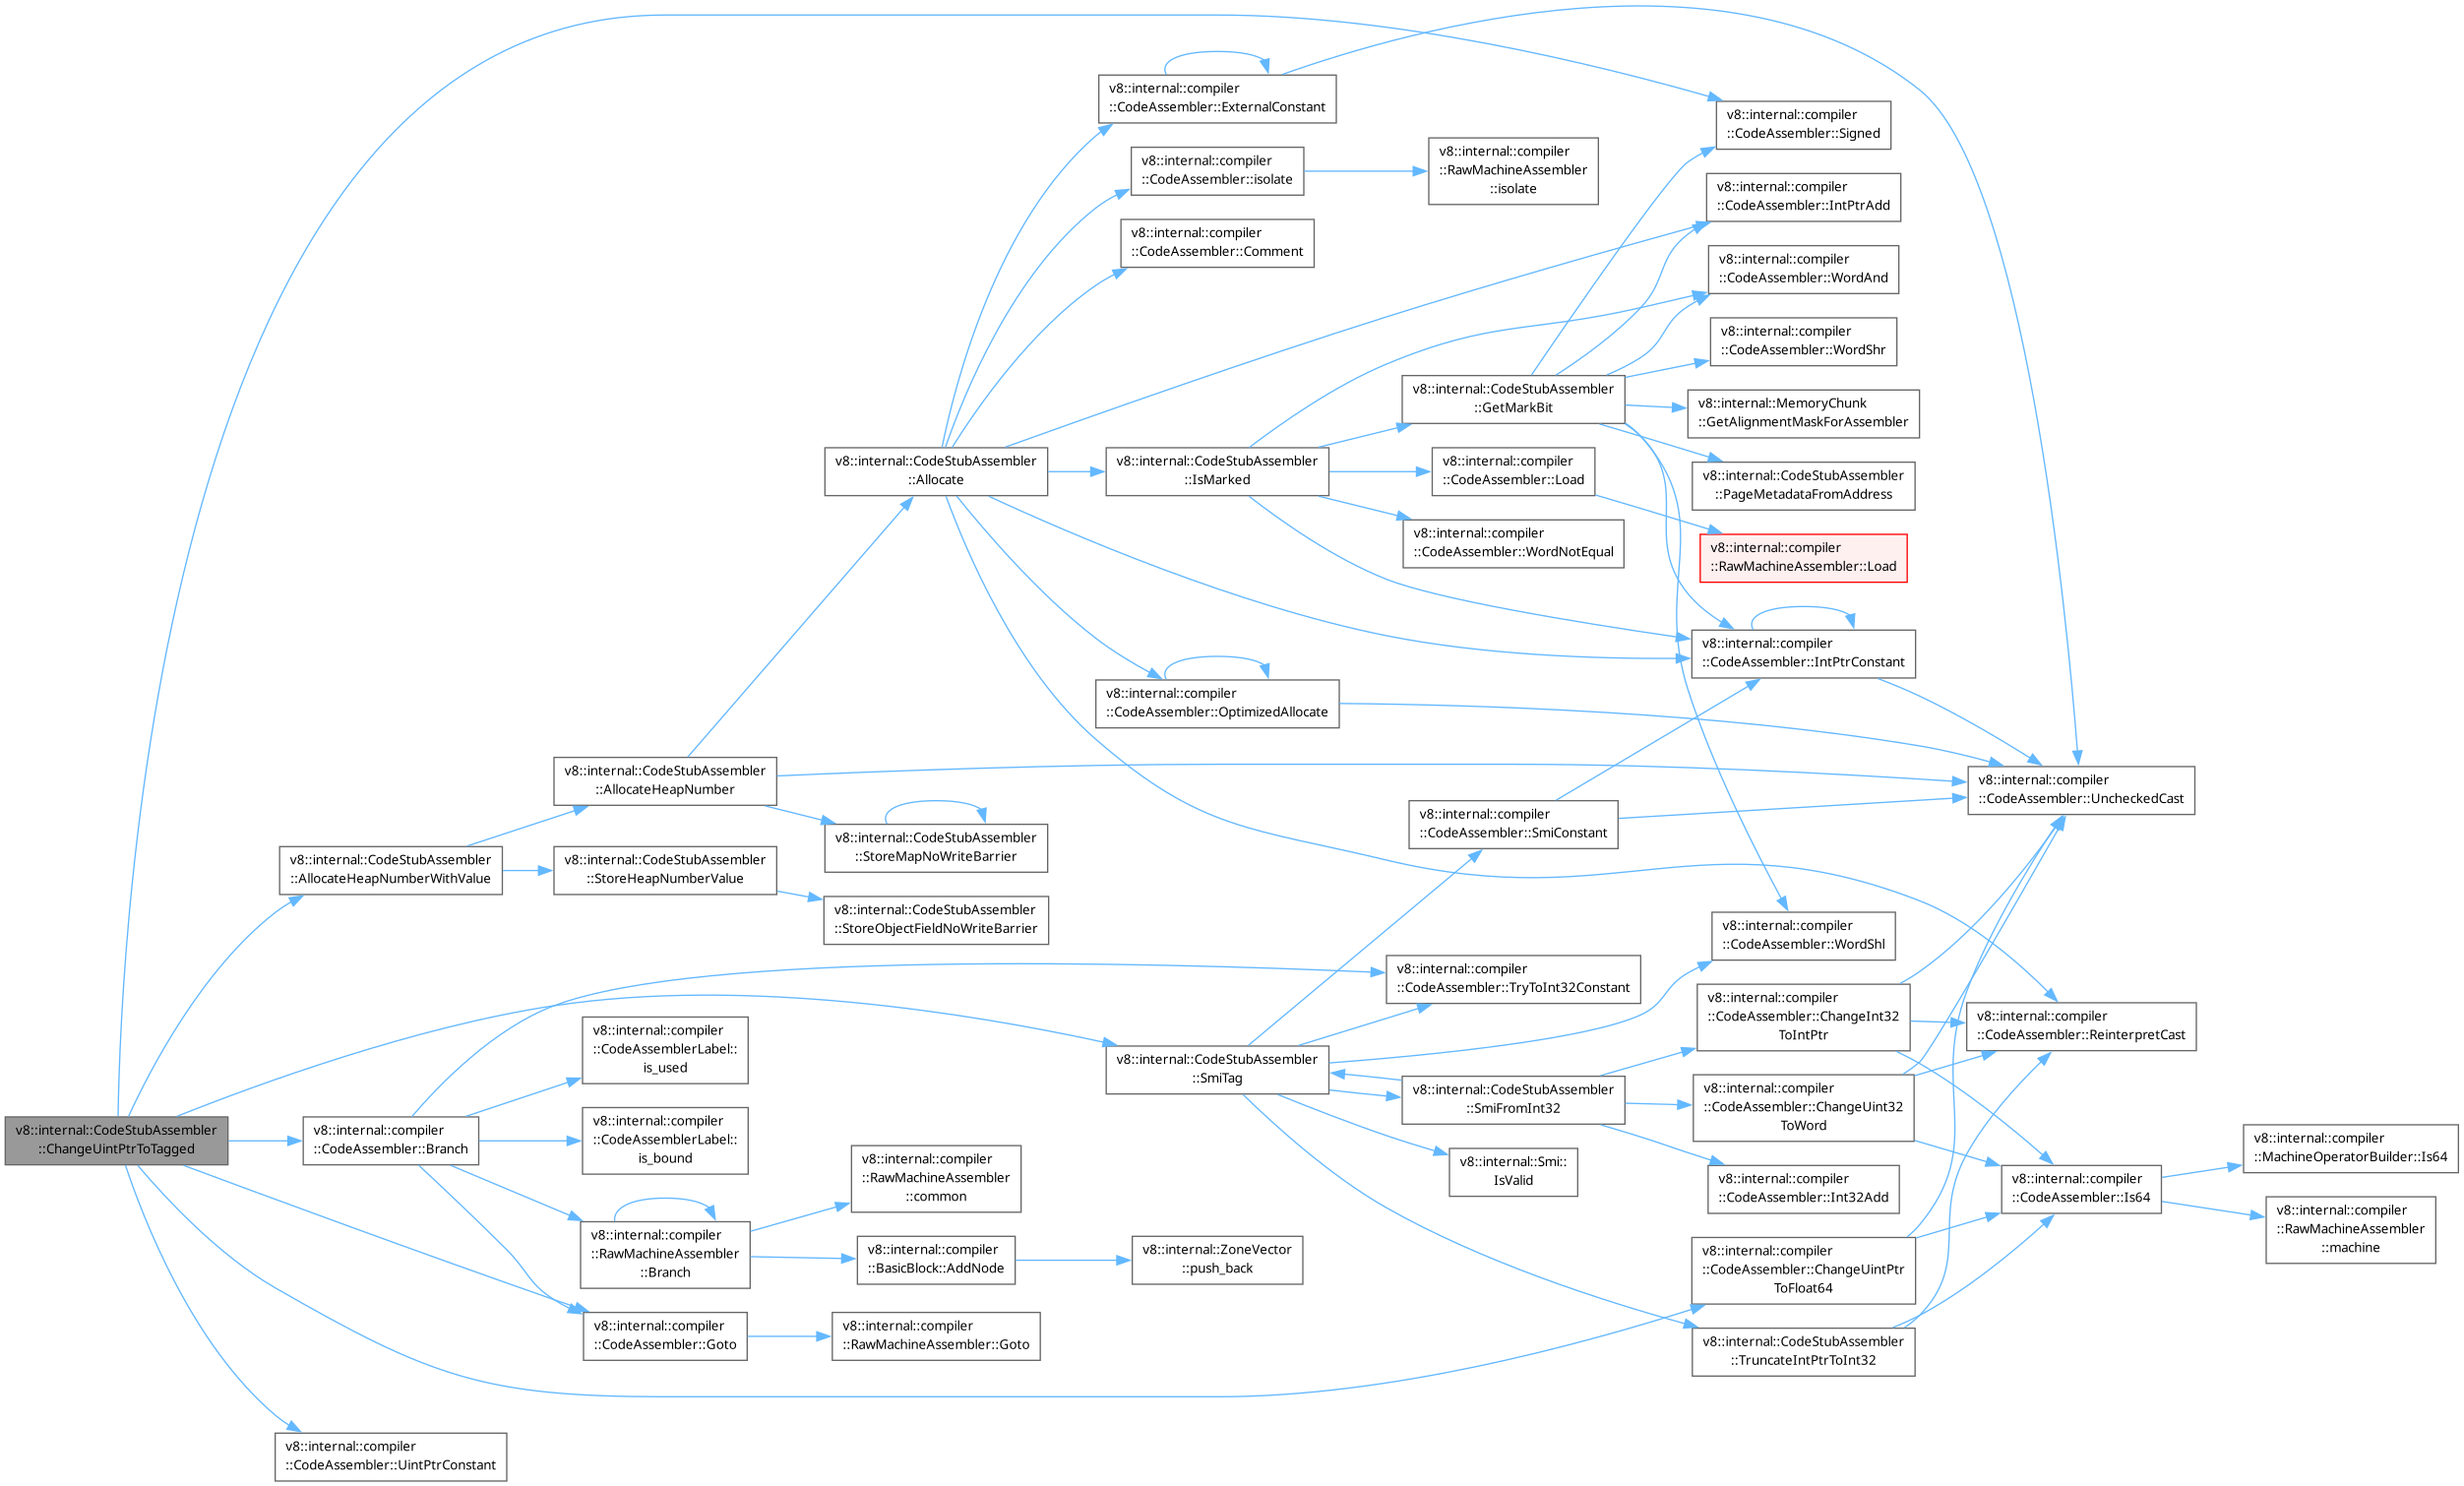 v8::internal::CodeStubAssembler
::ChangeUintPtrToTagged
v8::internal::CodeStubAssembler
::AllocateHeapNumberWithValue
v8::internal::compiler
::CodeAssembler::Branch
v8::internal::compiler
::CodeAssembler::UintPtrConstant
v8::internal::CodeStubAssembler
::AllocateHeapNumber
v8::internal::CodeStubAssembler
::StoreHeapNumberValue
v8::internal::compiler
::CodeAssemblerLabel::
is_used
v8::internal::compiler
::CodeAssemblerLabel::
is_bound
v8::internal::compiler
::RawMachineAssembler
::Branch
v8::internal::compiler
::CodeAssembler::Goto
v8::internal::CodeStubAssembler
::Allocate
v8::internal::CodeStubAssembler
::StoreMapNoWriteBarrier
v8::internal::CodeStubAssembler
::StoreObjectFieldNoWriteBarrier
v8::internal::compiler
::RawMachineAssembler
::common
v8::internal::compiler
::BasicBlock::AddNode
v8::internal::compiler
::RawMachineAssembler::Goto
v8::internal::compiler
::CodeAssembler::ExternalConstant
v8::internal::compiler
::CodeAssembler::isolate
v8::internal::compiler
::CodeAssembler::Comment
v8::internal::CodeStubAssembler
::IsMarked
v8::internal::compiler
::CodeAssembler::OptimizedAllocate
v8::internal::CodeStubAssembler
::SmiTag
v8::internal::ZoneVector
::push_back
v8::internal::compiler
::RawMachineAssembler
::isolate
v8::internal::CodeStubAssembler
::GetMarkBit
v8::internal::compiler
::CodeAssembler::Load
v8::internal::compiler
::CodeAssembler::WordNotEqual
v8::internal::compiler
::CodeAssembler::SmiConstant
v8::internal::compiler
::CodeAssembler::TryToInt32Constant
v8::internal::CodeStubAssembler
::SmiFromInt32
v8::internal::Smi::
IsValid
v8::internal::compiler
::CodeAssembler::Signed
v8::internal::compiler
::CodeAssembler::IntPtrAdd
v8::internal::compiler
::CodeAssembler::WordAnd
v8::internal::compiler
::CodeAssembler::WordShr
v8::internal::MemoryChunk
::GetAlignmentMaskForAssembler
v8::internal::CodeStubAssembler
::PageMetadataFromAddress
v8::internal::compiler
::RawMachineAssembler::Load
v8::internal::compiler
::CodeAssembler::IntPtrConstant
v8::internal::compiler
::CodeAssembler::WordShl
v8::internal::compiler
::CodeAssembler::ChangeInt32
ToIntPtr
v8::internal::compiler
::CodeAssembler::ChangeUint32
ToWord
v8::internal::compiler
::CodeAssembler::Int32Add
v8::internal::compiler
::CodeAssembler::ChangeUintPtr
ToFloat64
v8::internal::CodeStubAssembler
::TruncateIntPtrToInt32
v8::internal::compiler
::CodeAssembler::UncheckedCast
v8::internal::compiler
::CodeAssembler::ReinterpretCast
v8::internal::compiler
::CodeAssembler::Is64
v8::internal::compiler
::MachineOperatorBuilder::Is64
v8::internal::compiler
::RawMachineAssembler
::machine